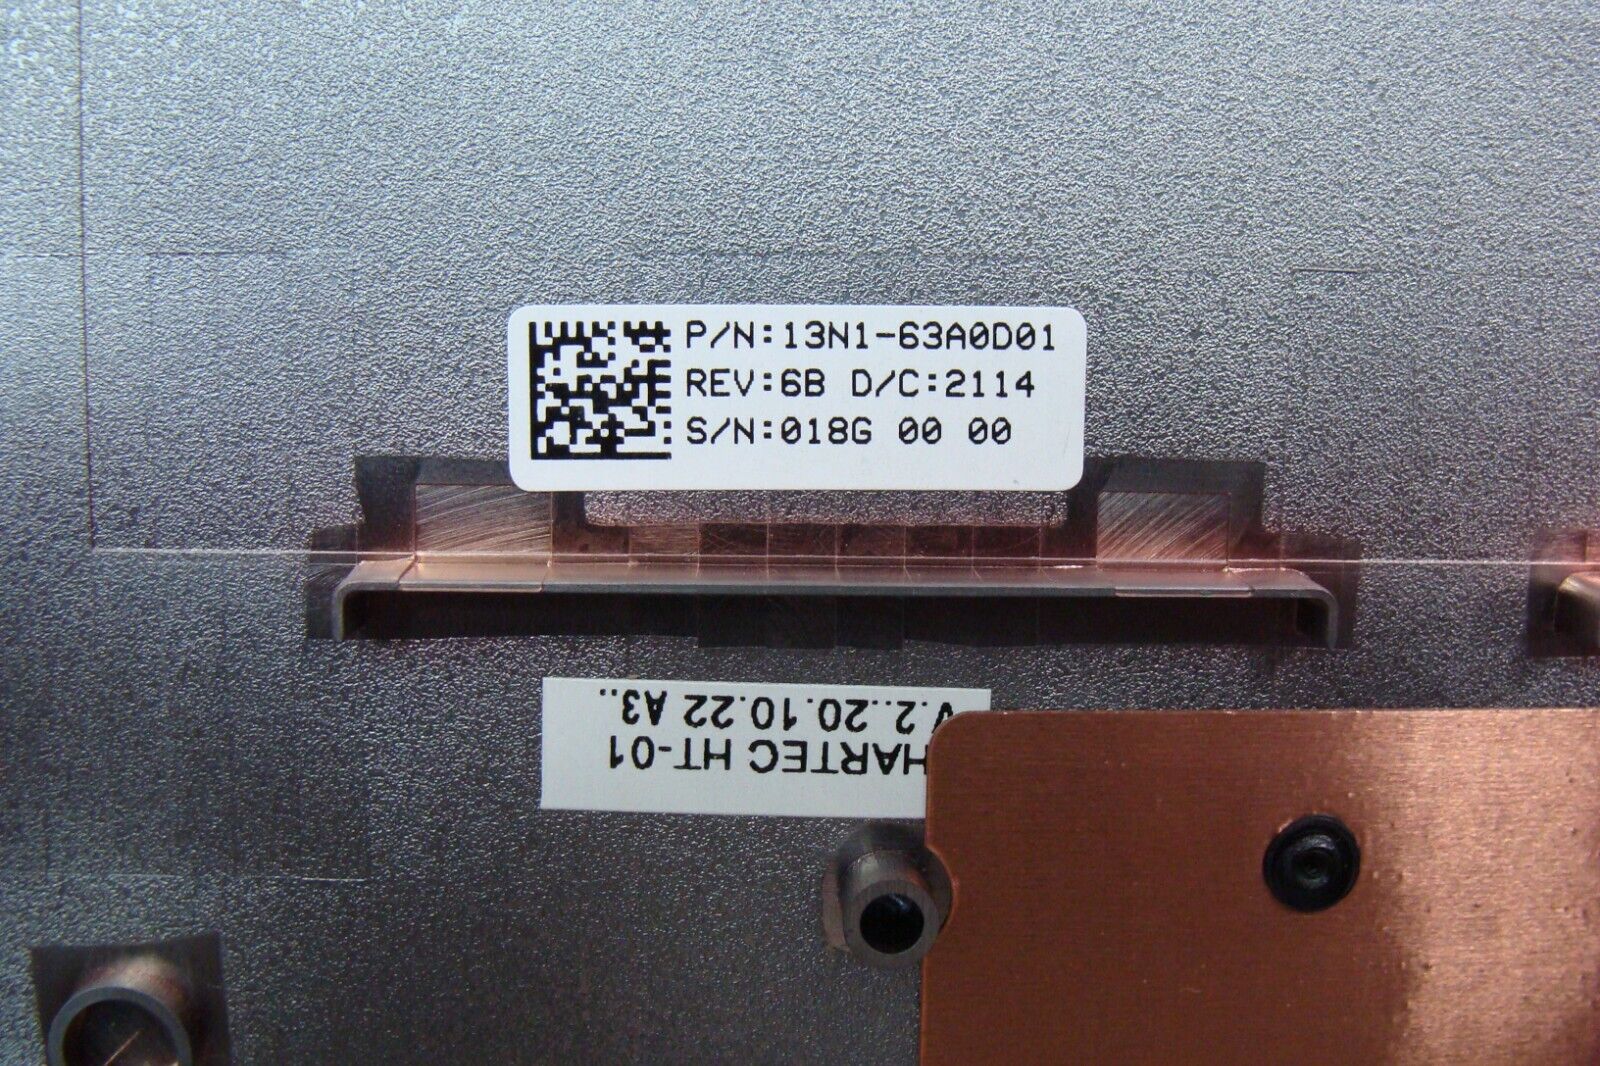 P/N:13N1-63A0D01
REV:6B D/C:2114
S/N:018G 00 00
HARTEC HT-01
V.2..20.10.22 A3..